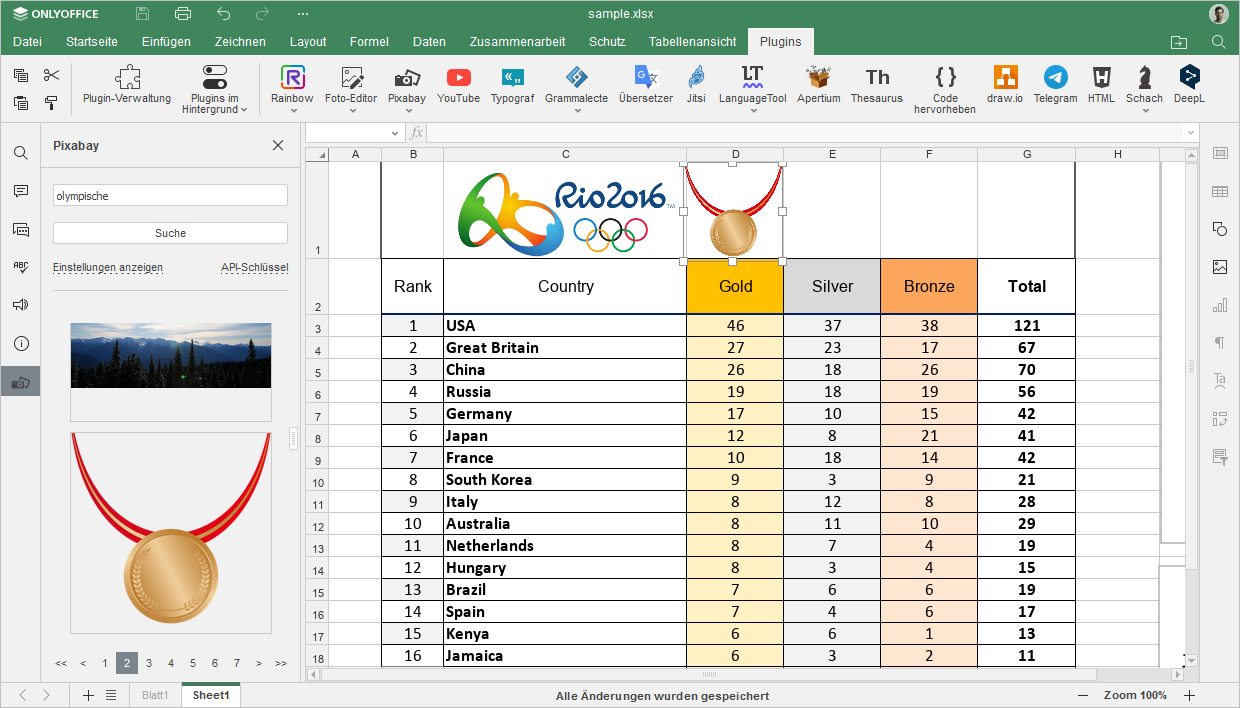 ONLYOFFICE
sample.xlsx
Datei Startseite Einfügen Zeichnen Layout Formel Daten Zusammenarbeit Schutz Tabellenansicht Plugins
Plugin-Verwaltung Plugins im Hintergrund Rainbow Foto-Editor Pixabay YouTube Typograf Grammalecte Übersetzer Jitsi LanguageTool Apertium Thesaurus Code hervorheben draw.io Telegram HTML Schach DeepL
Pixabay
olympische
Suche
Einstellungen anzeigen API-Schlüssel
<< < 1 2 3 4 5 6 7 > >>
fx
A B C D E F G H
1 Rio2016™
2 Rank Country Gold Silver Bronze Total
3 1 USA 46 37 38 121
4 2 Great Britain 27 23 17 67
5 3 China 26 18 26 70
6 4 Russia 19 18 19 56
7 5 Germany 17 10 15 42
8 6 Japan 12 8 21 41
9 7 France 10 18 14 42
10 8 South Korea 9 3 9 21
11 9 Italy 8 12 8 28
12 10 Australia 8 11 10 29
13 11 Netherlands 8 7 4 19
14 12 Hungary 8 3 4 15
15 13 Brazil 7 6 6 19
16 14 Spain 7 4 6 17
17 15 Kenya 6 6 1 13
18 16 Jamaica 6 3 2 11
Blatt1 Sheet1 Alle Änderungen wurden gespeichert Zoom 100%